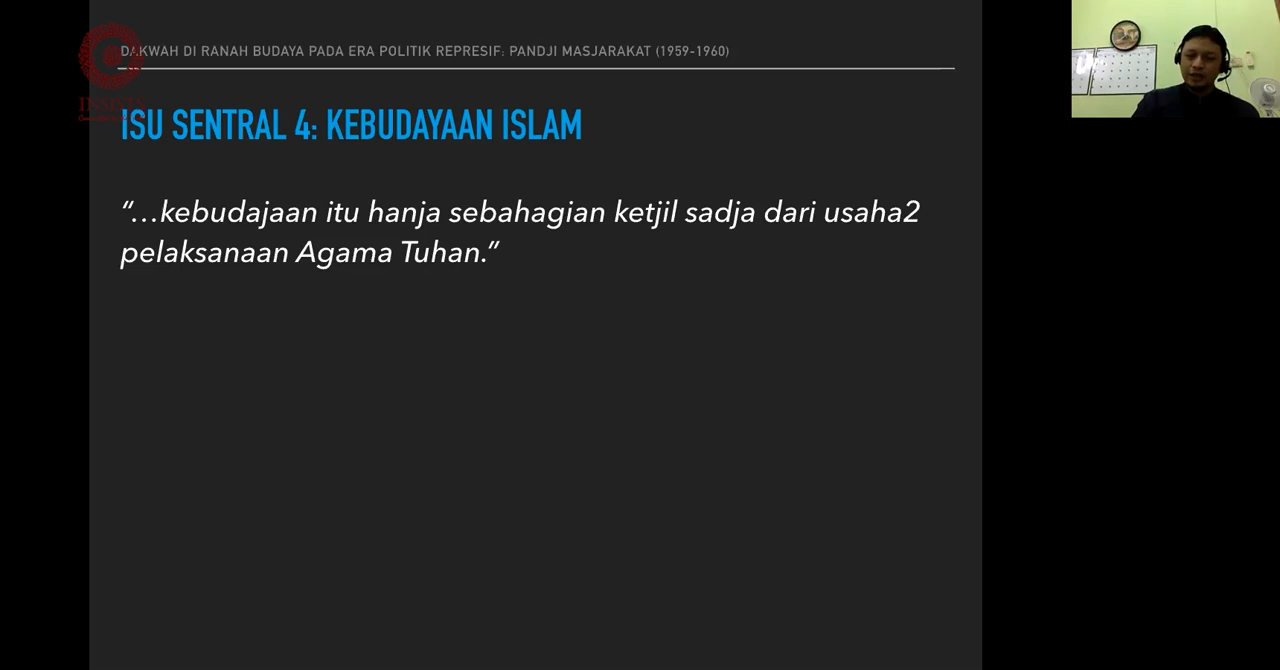 DAKWAH DI RANAH BUDAYA PADA ERA POLITIK REPRESIF: PANDJI MASJARAKAT (1959-1960)
INSISTS
ISU SENTRAL 4: KEBUDAYAAN ISLAM
“…kebudajaan itu hanja sebahagian ketjil sadja dari usaha2
pelaksanaan Agama Tuhan.”